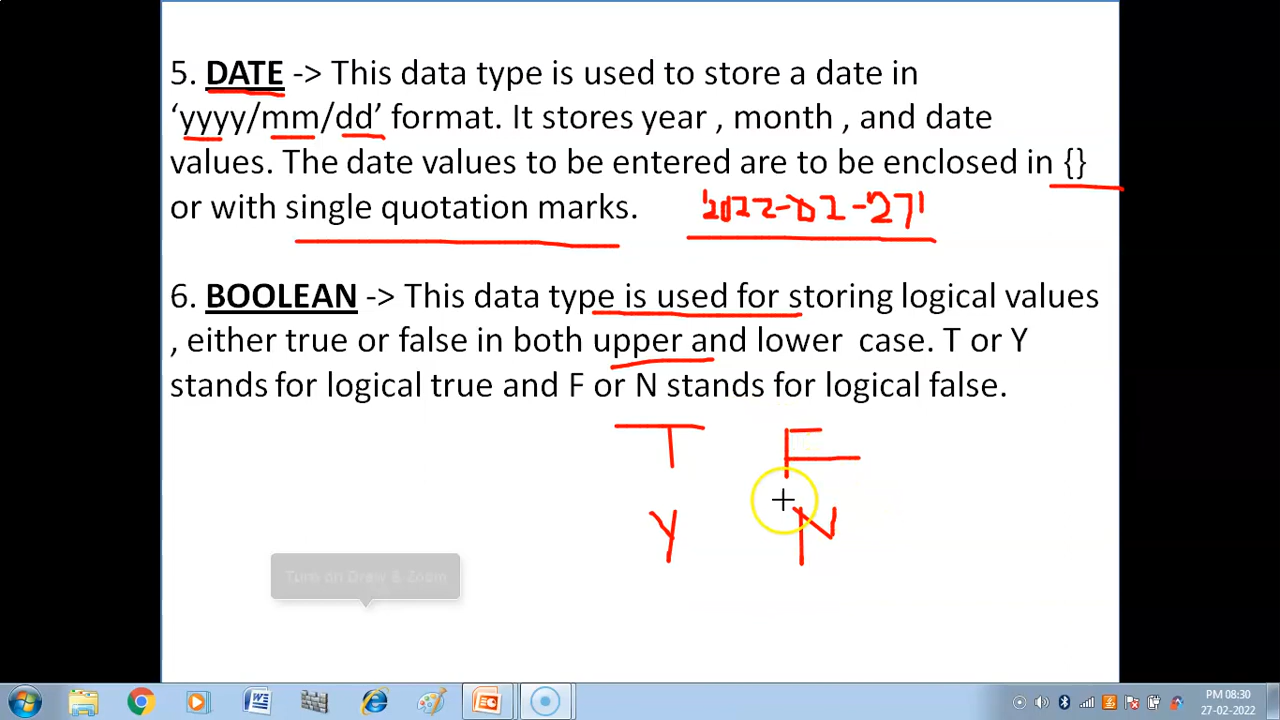 5. DATE -> This data type is used to store a date in
‘yyyy/mm/dd’ format. It stores year , month , and date
values. The date values to be entered are to be enclosed in {}
or with single quotation marks. '2022-02-27'
6. BOOLEAN -> This data type is used for storing logical values
, either true or false in both upper and lower case. T or Y
stands for logical true and F or N stands for logical false.
T F
Y N
Turn on Draw & Zoom
PM 08:30
27-02-2022